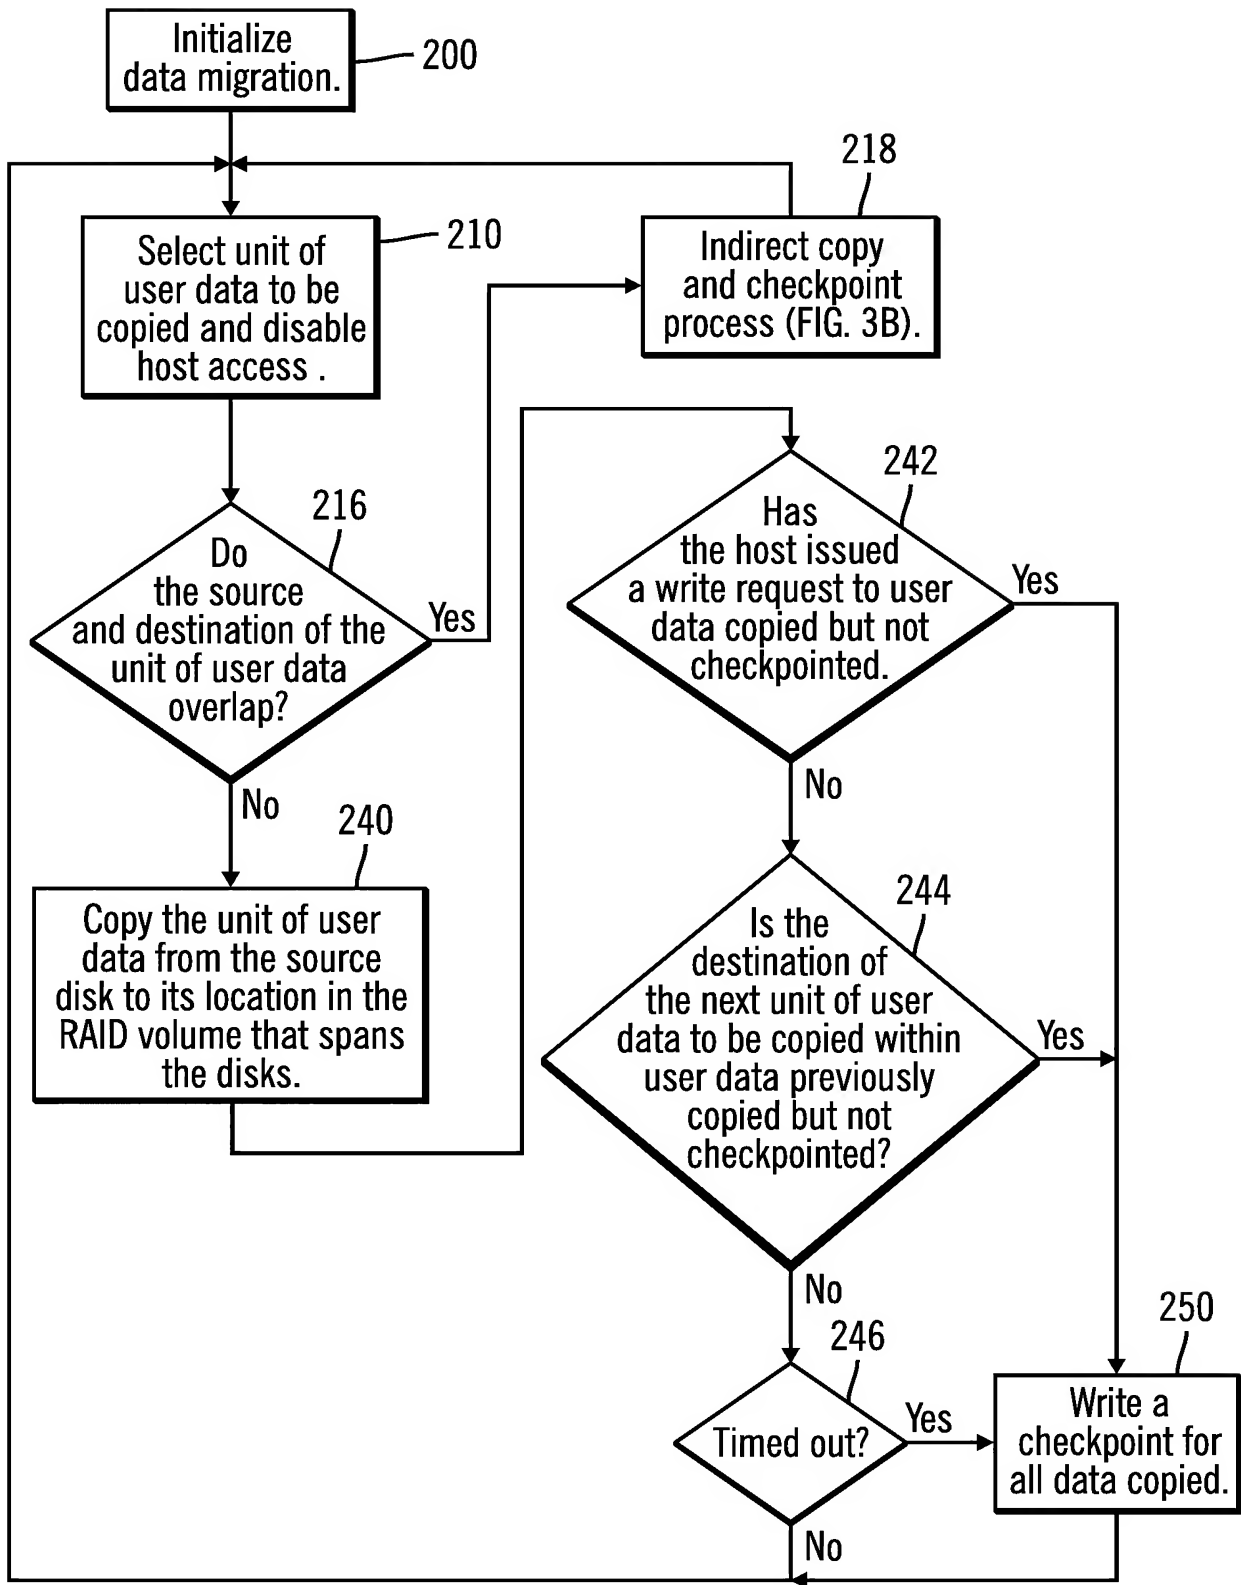 Initialize
data migration.
200
218
Select unit of
user data to be
copied and disable
host access .
210
Indirect copy
and checkpoint
process (FIG. 3B).
216
Do
the source
and destination of the
unit of user data
overlap?
Yes
No
242
Has
the host issued
a write request to user
data copied but not
checkpointed.
Yes
No
240
Copy the unit of user
data from the source
disk to its location in the
RAID volume that spans
the disks.
244
Is the
destination of
the next unit of user
data to be copied within
user data previously
copied but not
checkpointed?
Yes
No
246
Timed out?
Yes
No
250
Write a
checkpoint for
all data copied.